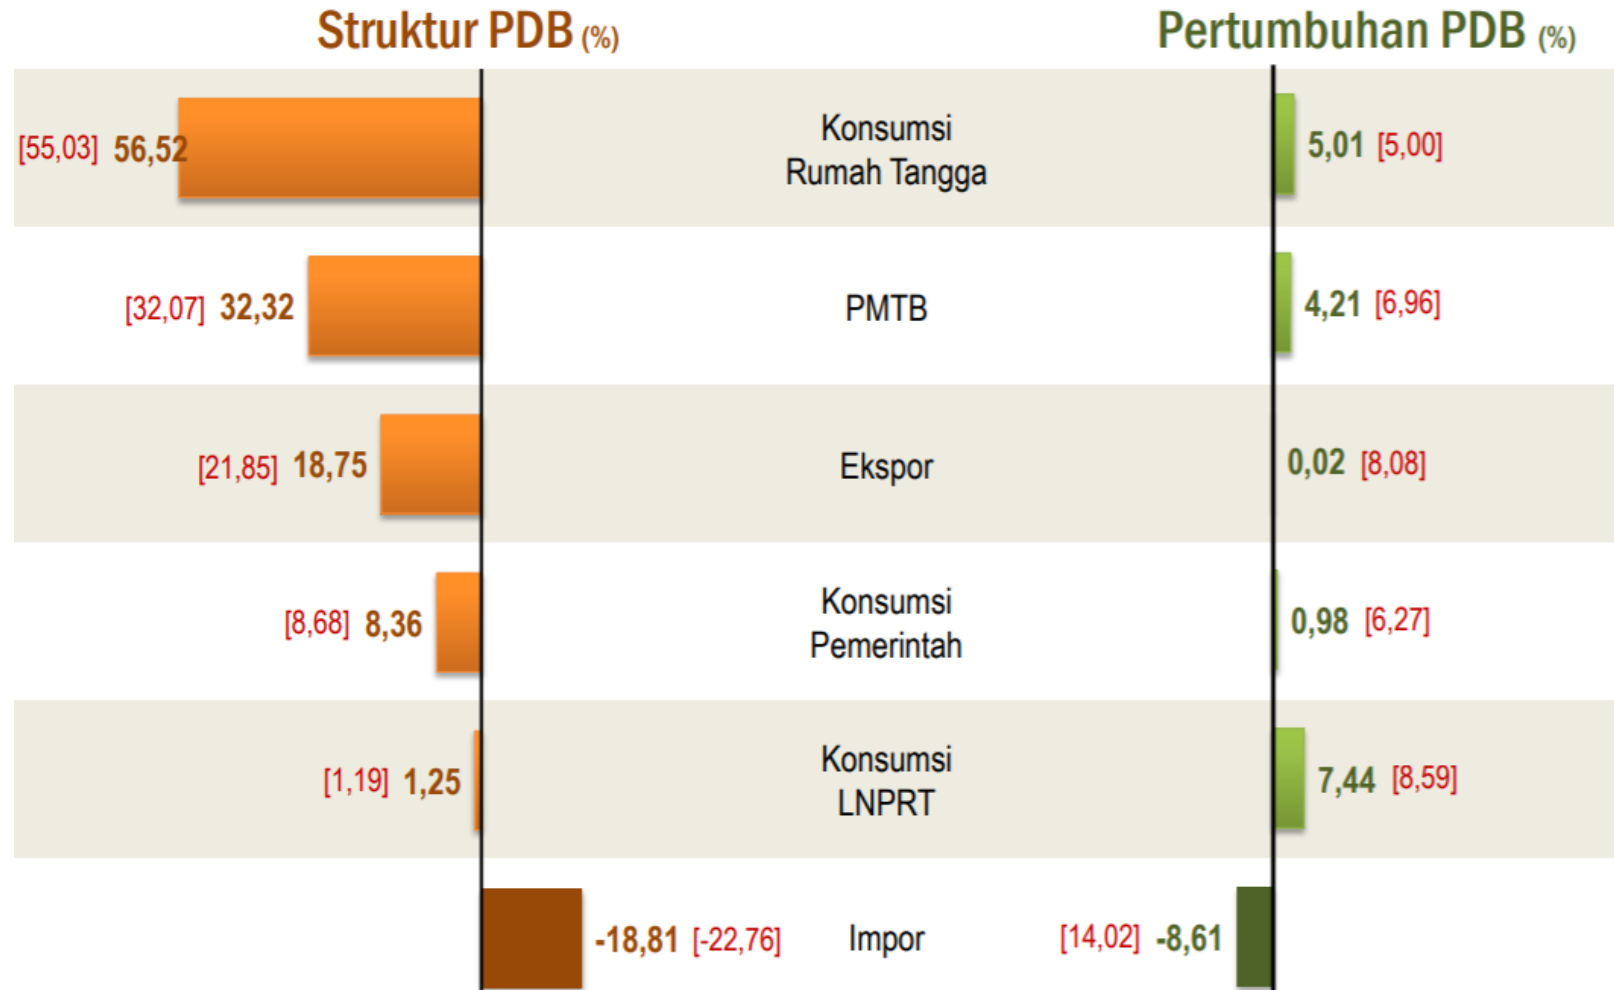 Struktur PDB (%)
Pertumbuhan PDB (%)
[55,03] 56,52
Konsumsi
Rumah Tangga
5,01 [5,00]
[32,07] 32,32
PMTB
4,21 [6,96]
[21,85] 18,75
Ekspor
0,02 [8,08]
[8,68] 8,36
Konsumsi
Pemerintah
0,98 [6,27]
[1,19] 1,25
Konsumsi
LNPRT
7,44 [8,59]
-18,81 [-22,76]
Impor
[14,02] -8,61